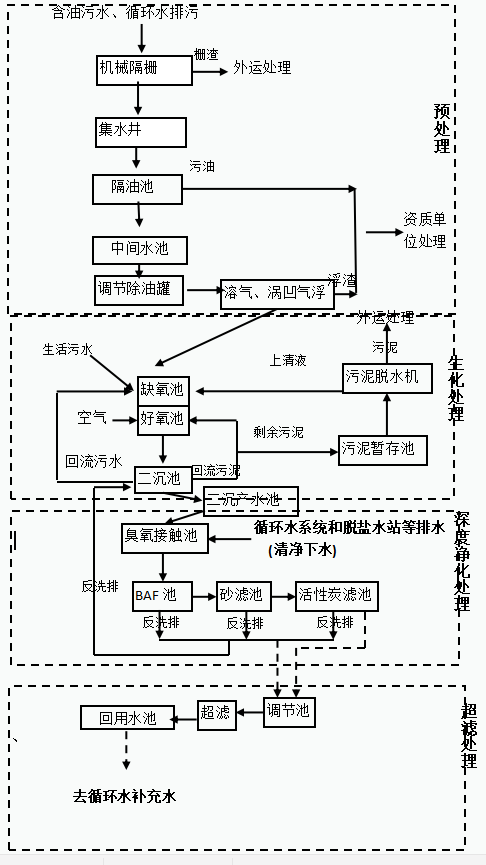 含油污水、循环水排污
栅渣
机械隔栅
外运处理
预处理
集水井
污油
隔油池
资质单
位处理
中间水池
浮渣
调节除油罐
溶气、涡凹气浮
外运处理
生活污水
污泥
上清液
生化处理
缺氧池
污泥脱水机
空气
好氧池
剩余污泥
污泥暂存池
回流污水
二沉池
回流污泥
二沉产水池
深度净化处理
循环水系统和脱盐水站等排水
臭氧接触池
(清净下水)
反洗排
BAF 池
砂滤池
活性炭滤池
反洗排
反洗排
反洗排
超滤处理
回用水池
超滤
调节池
、
去循环水补充水